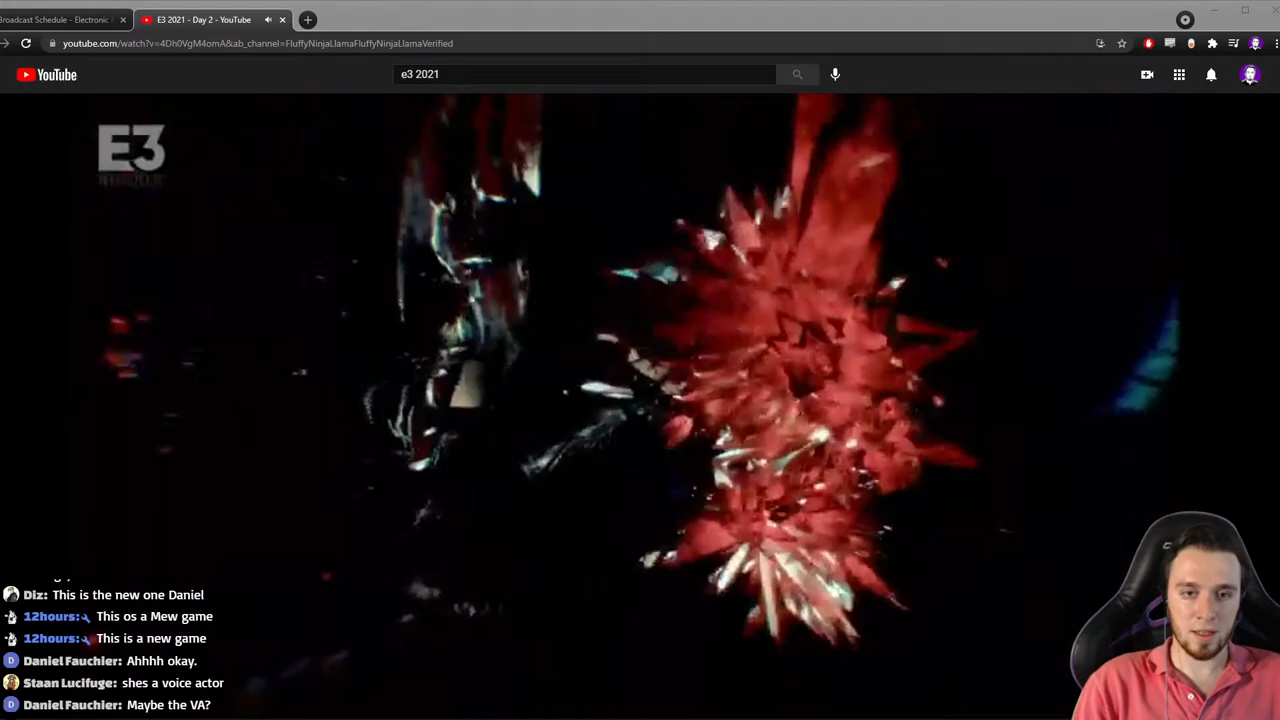 Broadcast Schedule - Electronic
E3 2021 - Day 2 - YouTube
youtube.com/watch?v=4Dh0VgM4omA&ab_channel=FluffyNinjaLlamaFluffyNinjaLlamaVerified
YouTube
e3 2021
E3
Diz: This is the new one Daniel
12hours: This os a Mew game
12hours: This is a new game
D Daniel Fauchier: Ahhhh okay.
Staan Lucifuge: shes a voice actor
D Daniel Fauchier: Maybe the VA?